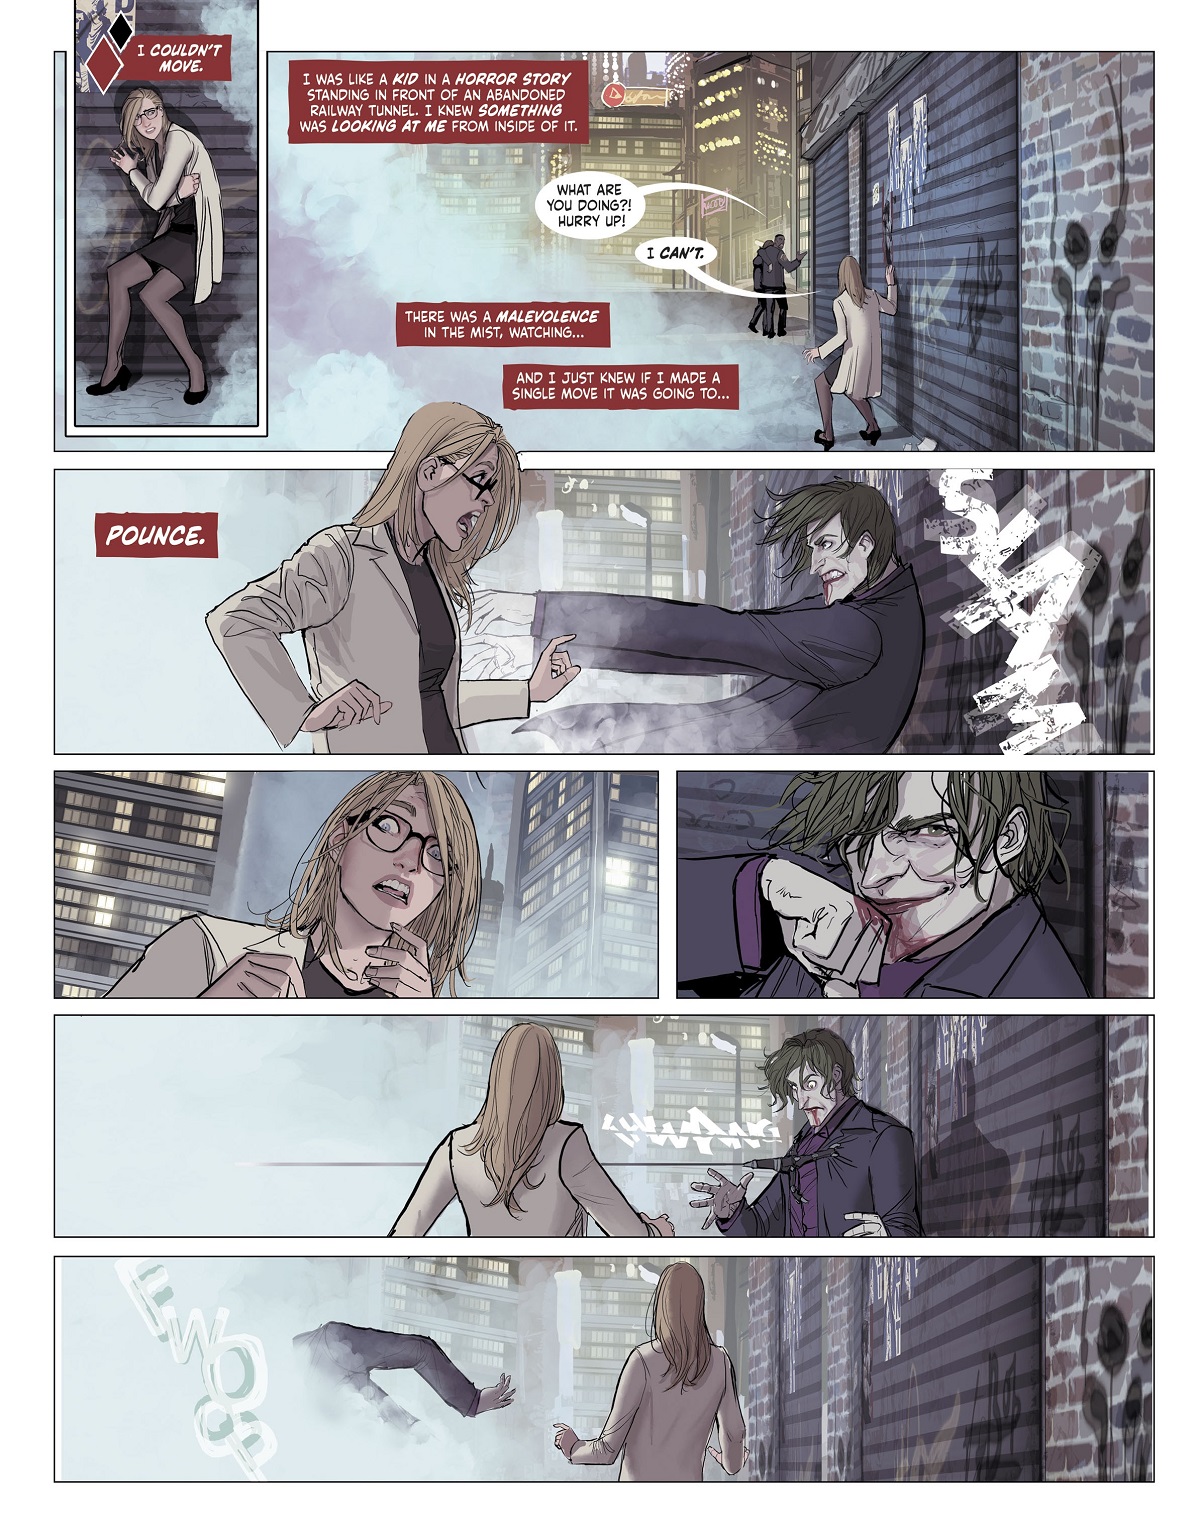 I COULDN'T
MOVE.
I WAS LIKE A KID IN A HORROR STORY
STANDING IN FRONT OF AN ABANDONED
RAILWAY TUNNEL. I KNEW SOMETHING
WAS LOOKING AT ME FROM INSIDE OF IT.
WHAT ARE
YOU DOING?!
HURRY UP!
I CAN'T.
THERE WAS A MALEVOLENCE
IN THE MIST, WATCHING...
AND I JUST KNEW IF I MADE A
SINGLE MOVE IT WAS GOING TO...
POUNCE.
FWOOP